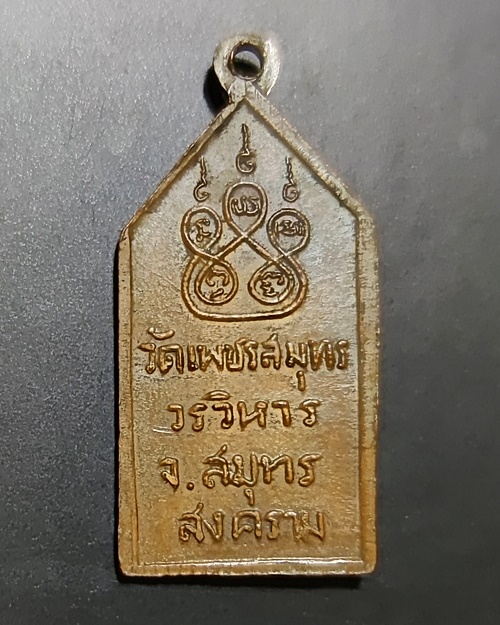 วัดเพชรสมุทร
วรวิหาร
จ.สมุทร
สงคราม